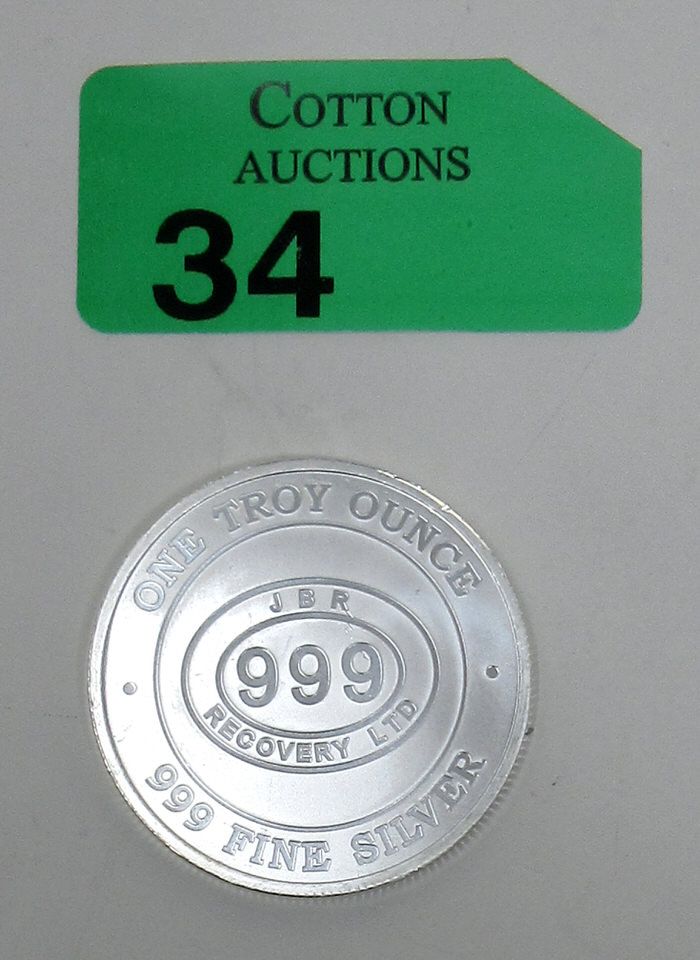 COTTON
AUCTIONS
34
ONE TROY OUNCE
JBR
999
RECOVERY LTD
999 FINE SILVER